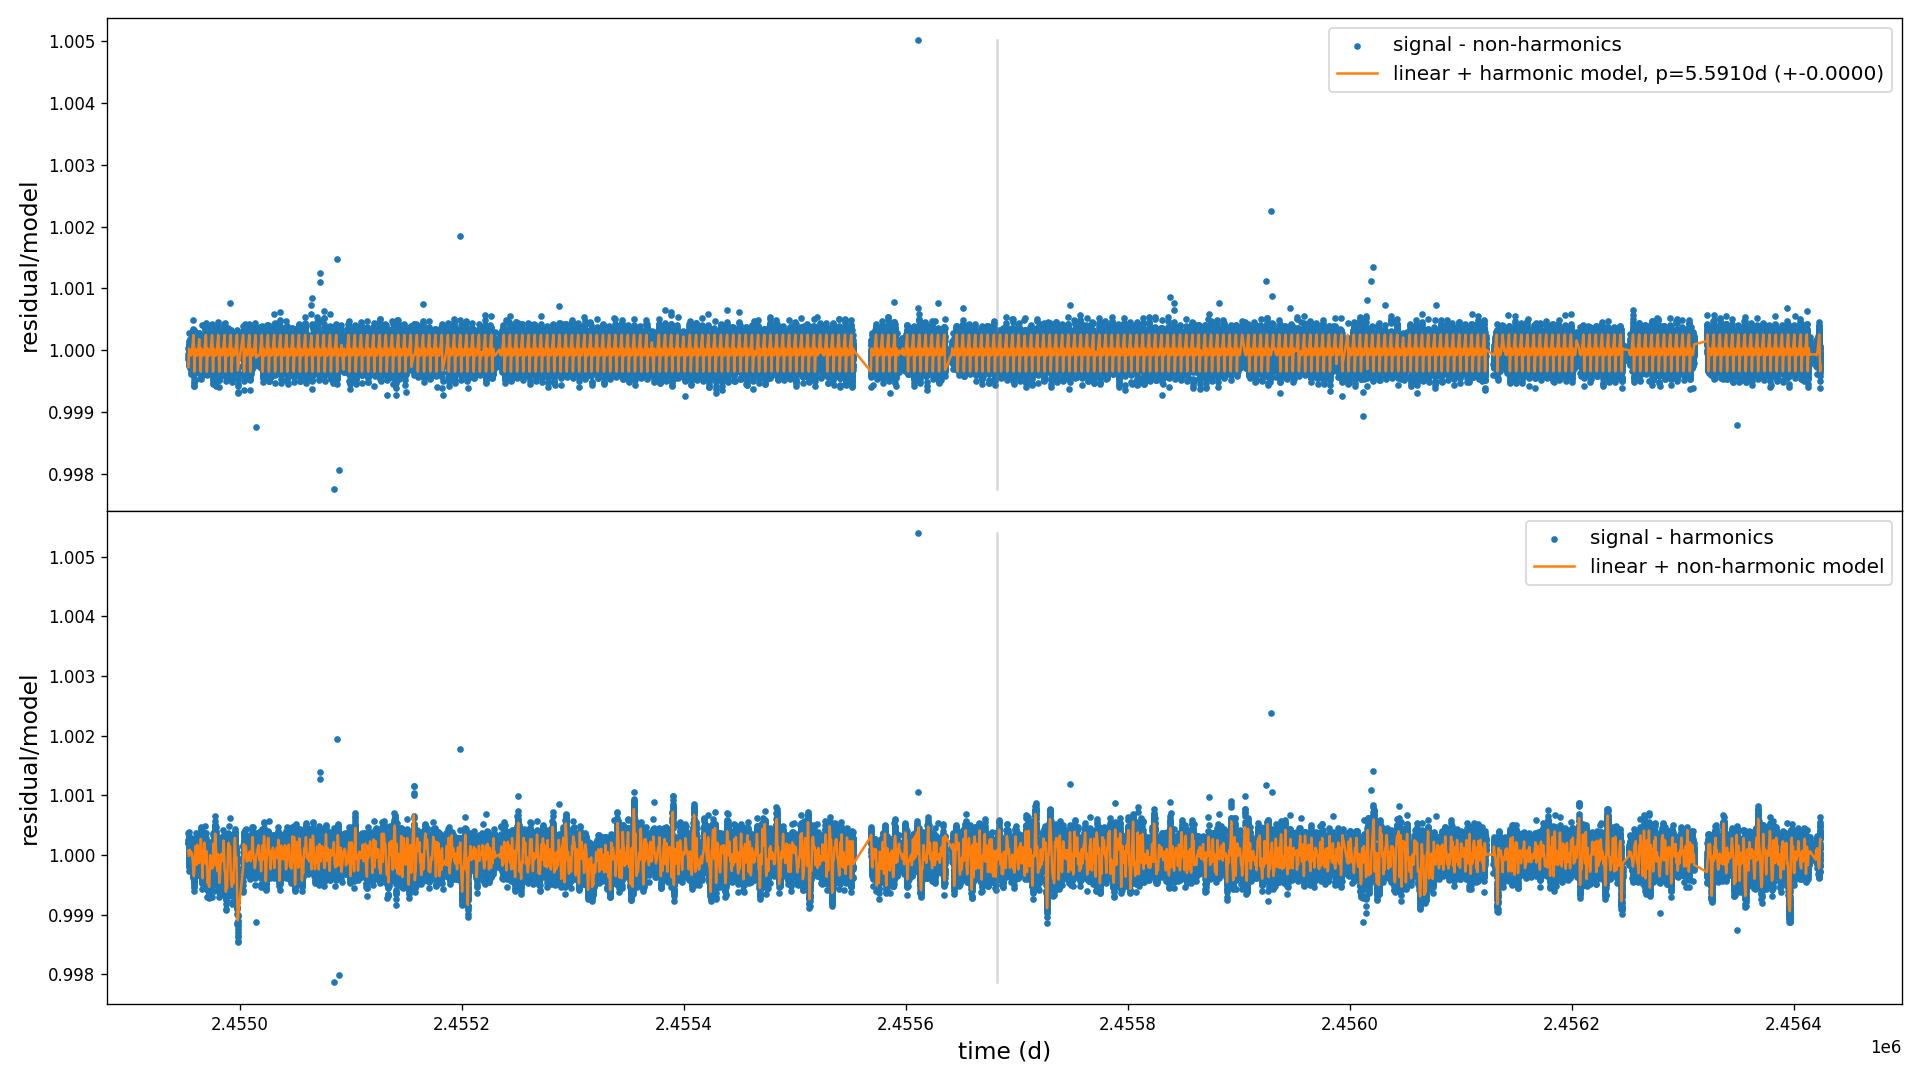 signal - non-harmonics
linear + harmonic model, p=5.5910d (+-0.0000)
1.005
1.004
1.003
1.002
1.001
1.000
0.999
0.998
residual/model
signal - harmonics
linear + non-harmonic model
1.005
1.004
1.003
1.002
1.001
1.000
0.999
0.998
residual/model
2.4550 2.4552 2.4554 2.4556 2.4558 2.4560 2.4562 2.4564
time (d)
1e6